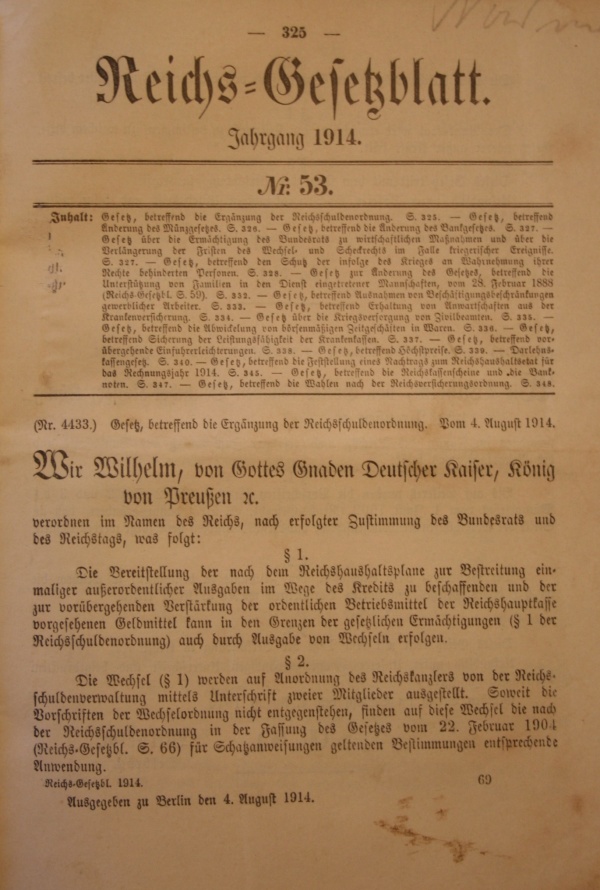 — 325 —
Reichs-Gesetzblatt.
Jahrgang 1914.
Nr. 53.
Inhalt: Gesetz, betreffend die Ergänzung der Reichsschuldenordnung. S. 325. — Gesetz, betreffend
Änderung des Münzgesetzes. S. 326. — Gesetz, betreffend die Änderung des Bankgesetzes. S. 327. —
Gesetz über die Ermächtigung des Bundesrats zu wirtschaftlichen Maßnahmen und über die
Verlängerung der Fristen des Wechsel- und Scheckrechts im Falle kriegerischer Ereignisse.
S. 327. — Gesetz, betreffend den Schutz der infolge des Krieges an Wahrnehmung ihrer
Rechte behinderten Personen. S. 328. — Gesetz zur Änderung des Gesetzes, betreffend die
Unterstützung von Familien in den Dienst eingetretener Mannschaften, vom 28. Februar 1888
(Reichs-Gesetzbl. S. 59). S. 332. — Gesetz, betreffend Ausnahmen von Beschäftigungsbeschränkungen
gewerblicher Arbeiter. S. 333. — Gesetz, betreffend Erhaltung von Anwartschaften aus der
Krankenversicherung. S. 334. — Gesetz über die Kriegsversorgung von Zivilbeamten. S. 335. —
Gesetz, betreffend die Abwickelung von börsenmäßigen Zeitgeschäften in Waren. S. 336. — Gesetz,
betreffend Sicherung der Leistungsfähigkeit der Krankenkassen. S. 337. — Gesetz, betreffend vor-
übergehende Einfuhrerleichterungen. S. 338. — Gesetz, betreffend Höchstpreise. S. 339. — Darlehns-
kassengesetz. S. 340. — Gesetz, betreffend die Feststellung eines Nachtrags zum Reichshaushaltsetat für
das Rechnungsjahr 1914. S. 345. — Gesetz, betreffend die Reichskassenscheine und die Bank-
noten. S. 347. — Gesetz, betreffend die Wahlen nach der Reichsversicherungsordnung. S. 348.
(Nr. 4433.) Gesetz, betreffend die Ergänzung der Reichsschuldenordnung. Vom 4. August 1914.
Wir Wilhelm, von Gottes Gnaden Deutscher Kaiser, König
von Preußen ꝛc.
verordnen im Namen des Reichs, nach erfolgter Zustimmung des Bundesrats und
des Reichstags, was folgt:
§ 1.
Die Bereitstellung der nach dem Reichshaushaltsplane zur Bestreitung ein-
maliger außerordentlicher Ausgaben im Wege des Kredits zu beschaffenden und der
zur vorübergehenden Verstärkung der ordentlichen Betriebsmittel der Reichshauptkasse
vorgesehenen Geldmittel kann in den Grenzen der gesetzlichen Ermächtigungen (§ 1 der
Reichsschuldenordnung) auch durch Ausgabe von Wechseln erfolgen.
§ 2.
Die Wechsel (§ 1) werden auf Anordnung des Reichskanzlers von der Reichs-
schuldenverwaltung mittels Unterschrift zweier Mitglieder ausgestellt. Soweit die
Vorschriften der Wechselordnung nicht entgegenstehen, finden auf diese Wechsel die nach
der Reichsschuldenordnung in der Fassung des Gesetzes vom 22. Februar 1904
(Reichs-Gesetzbl. S. 66) für Schatzanweisungen geltenden Bestimmungen entsprechende
Anwendung.
Reichs-Gesetzbl. 1914. 69
Ausgegeben zu Berlin den 4. August 1914.